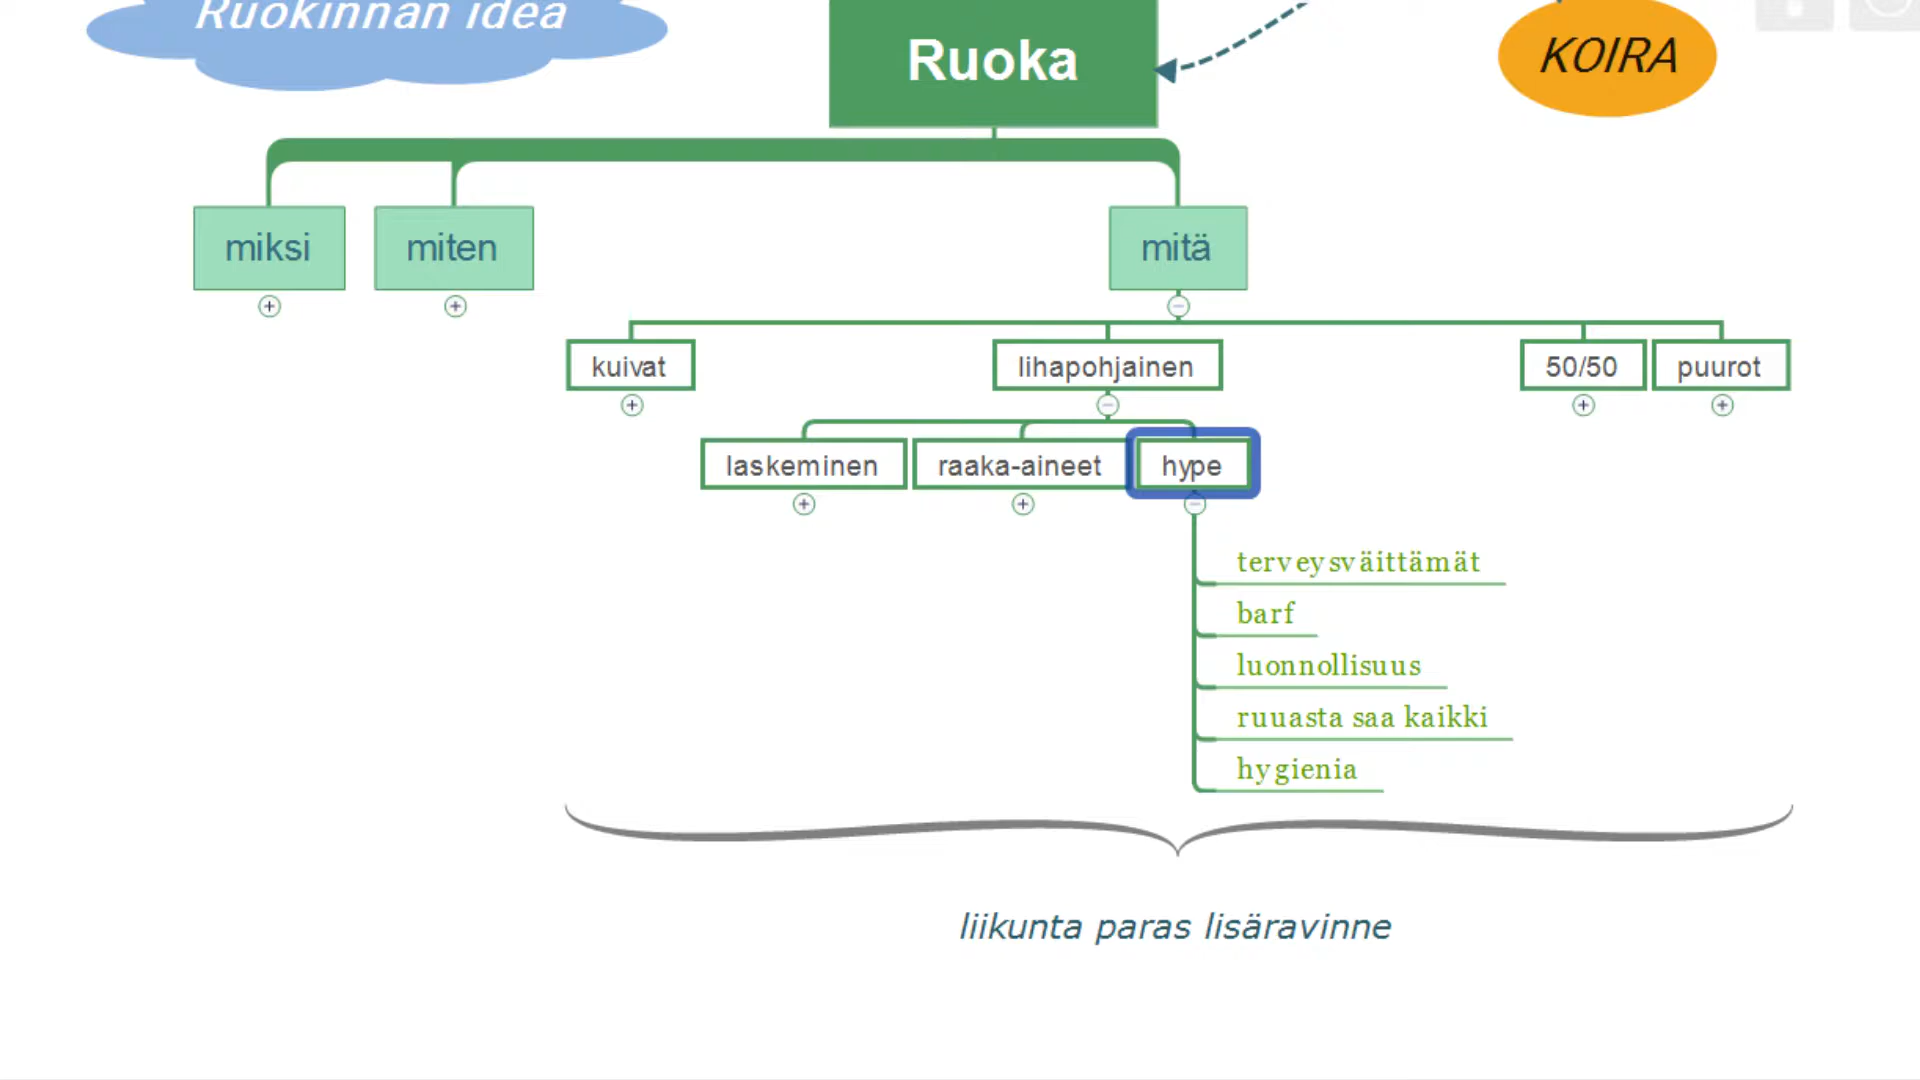 Ruokinnan idea
Ruoka
KOIRA
miksi
miten
mitä
kuivat
lihapohjainen
50/50
puurot
laskeminen
raaka-aineet
hype
terveysväittämät
barf
luonnollisuus
ruuasta saa kaikki
hygienia
liikunta paras lisäravinne